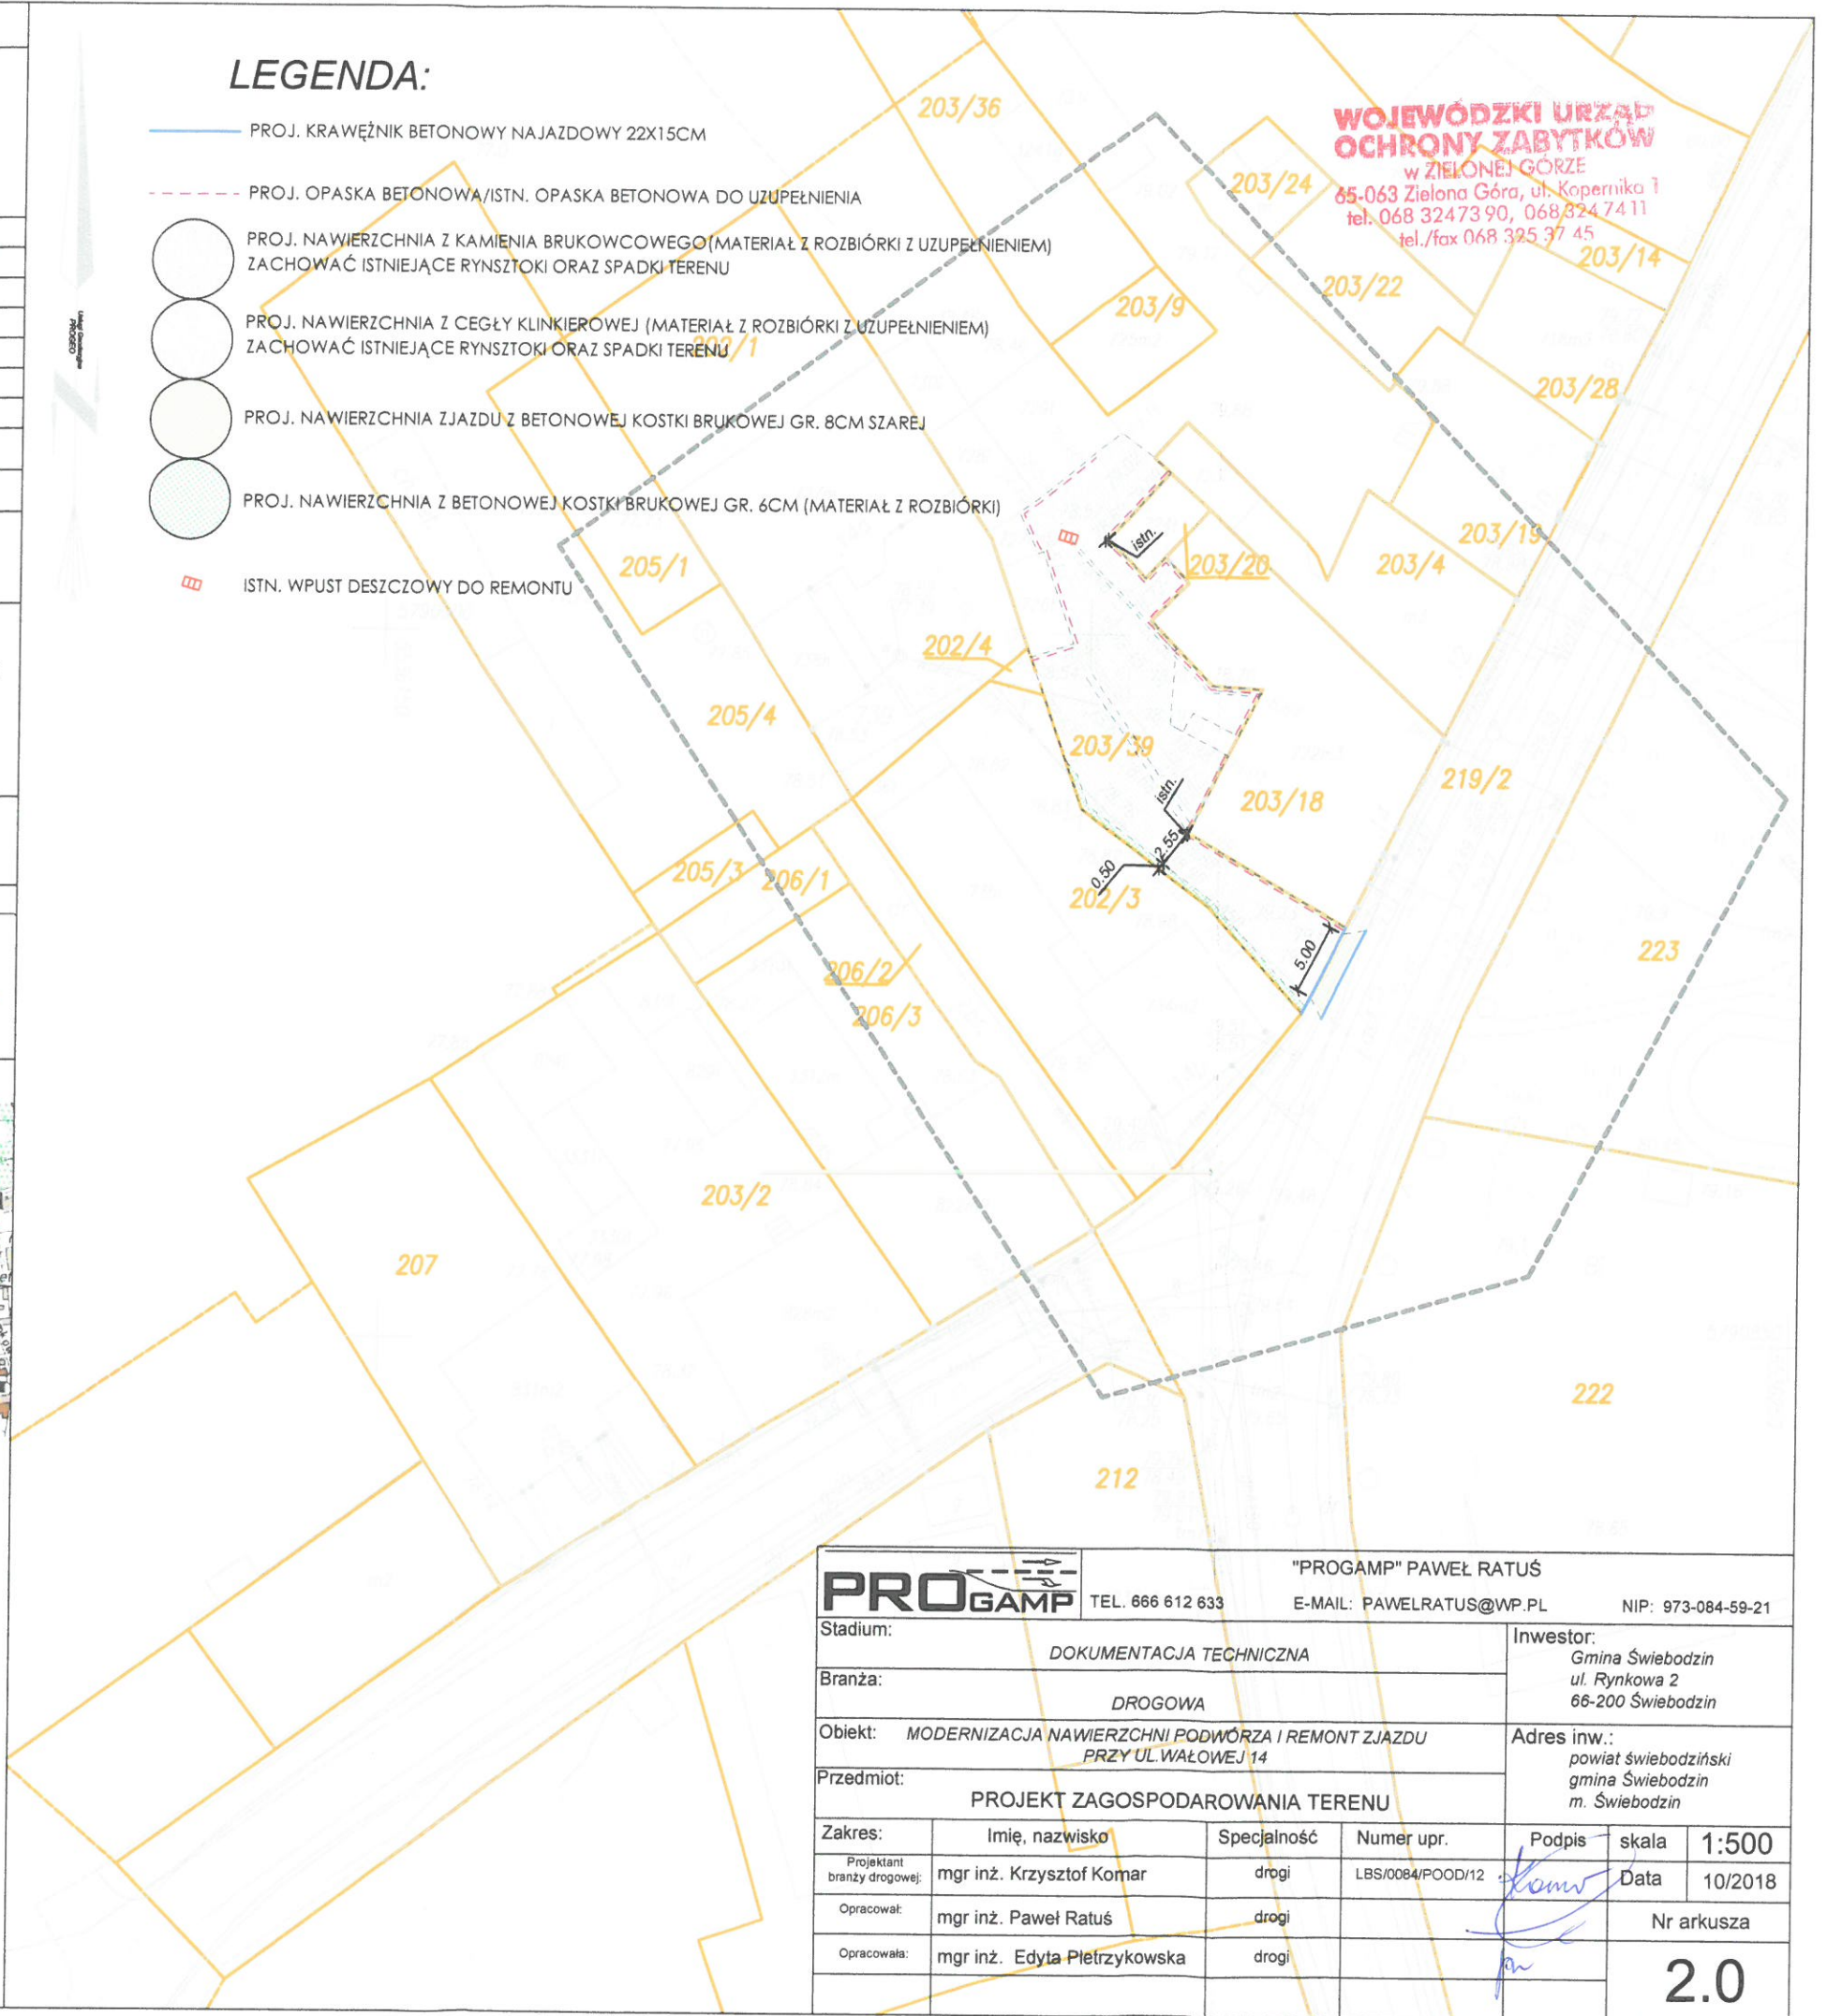 LEGENDA:
PROJ. KRAWĘŻNIK BETONOWY NAJAZDOWY 22X15CM
PROJ. OPASKA BETONOWA/ISTN. OPASKA BETONOWA DO UZUPEŁNIENIA
PROJ. NAWIERZCHNIA Z KAMIENIA BRUKOWCOWEGO(MATERIAŁ Z ROZBIÓRKI Z UZUPEŁNIENIEM)
ZACHOWAĆ ISTNIEJĄCE RYNSZTOKI ORAZ SPADKI TERENU
PROJ. NAWIERZCHNIA Z CEGŁY KLINKIEROWEJ (MATERIAŁ Z ROZBIÓRKI Z UZUPEŁNIENIEM)
ZACHOWAĆ ISTNIEJĄCE RYNSZTOKI ORAZ SPADKI TERENU
PROJ. NAWIERZCHNIA ZJAZDU Z BETONOWEJ KOSTKI BRUKOWEJ GR. 8CM SZAREJ
PROJ. NAWIERZCHNIA Z BETONOWEJ KOSTKI BRUKOWEJ GR. 6CM (MATERIAŁ Z ROZBIÓRKI)
ISTN. WPUST DESZCZOWY DO REMONTU
WOJEWÓDZKI URZĄD
OCHRONY ZABYTKÓW
w ZIELONEJ GÓRZE
65-063 Zielona Góra, ul. Kopernika 1
tel. 068 3247390, 068 3247411
tel./fax 068 325 37 45
203/36
203/24
203/14
203/22
203/9
203/28
203/19
203/4
203/20
istn.
205/1
202/4
205/4
203/39
219/2
203/18
istn.
2.55
0.50
205/3
206/1
202/3
5.00
223
206/2
206/3
203/2
207
222
212
PROGAMP
"PROGAMP" PAWEŁ RATUŚ
TEL. 666 612 633
E-MAIL: PAWELRATUS@WP.PL
NIP: 973-084-59-21
Stadium:
DOKUMENTACJA TECHNICZNA
Inwestor:
Gmina Świebodzin
ul. Rynkowa 2
66-200 Świebodzin
Branża:
DROGOWA
Obiekt: MODERNIZACJA NAWIERZCHNI PODWÓRZA I REMONT ZJAZDU
PRZY UL.WAŁOWEJ 14
Adres inw.:
powiat świebodziński
gmina Świebodzin
m. Świebodzin
Przedmiot:
PROJEKT ZAGOSPODAROWANIA TERENU
Zakres: Imię, nazwisko Specjalność Numer upr. Podpis skala 1:500
Projektant
branży drogowej: mgr inż. Krzysztof Komar drogi LBS/0084/POOD/12 Data 10/2018
Opracował: mgr inż. Paweł Ratuś drogi
Nr arkusza
Opracowała: mgr inż. Edyta Pietrzykowska drogi
2.0